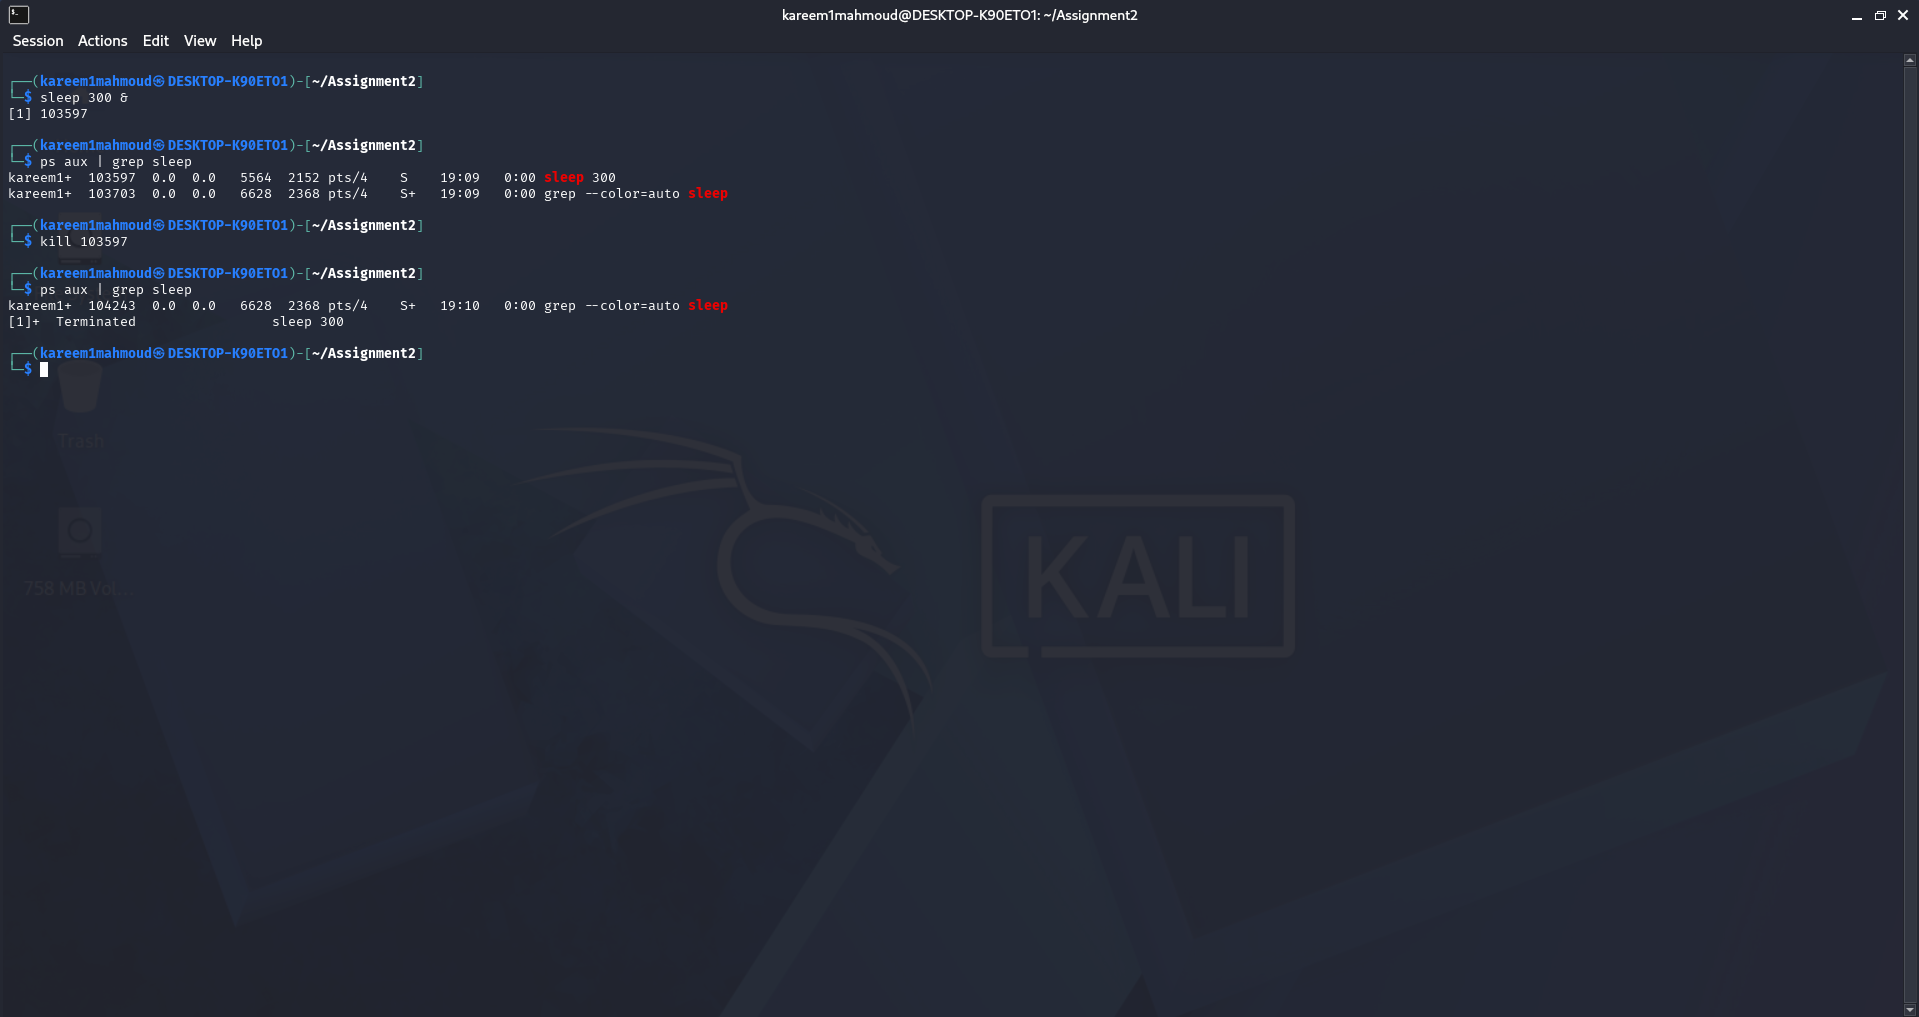 kareem1mahmoud@DESKTOP-K90ETO1: ~/Assignment2
Session Actions Edit View Help
┌──(kareem1mahmoud㉿DESKTOP-K90ETO1)-[~/Assignment2]
└─$ sleep 300 &
[1] 103597
┌──(kareem1mahmoud㉿DESKTOP-K90ETO1)-[~/Assignment2]
└─$ ps aux | grep sleep
kareem1+  103597  0.0  0.0   5564  2152 pts/4    S    19:09   0:00 sleep 300
kareem1+  103703  0.0  0.0   6628  2368 pts/4    S+   19:09   0:00 grep --color=auto sleep
┌──(kareem1mahmoud㉿DESKTOP-K90ETO1)-[~/Assignment2]
└─$ kill 103597
┌──(kareem1mahmoud㉿DESKTOP-K90ETO1)-[~/Assignment2]
└─$ ps aux | grep sleep
kareem1+  104243  0.0  0.0   6628  2368 pts/4    S+   19:10   0:00 grep --color=auto sleep
[1]+  Terminated                 sleep 300
┌──(kareem1mahmoud㉿DESKTOP-K90ETO1)-[~/Assignment2]
└─$
Trash
KALI
758 MB Vol...